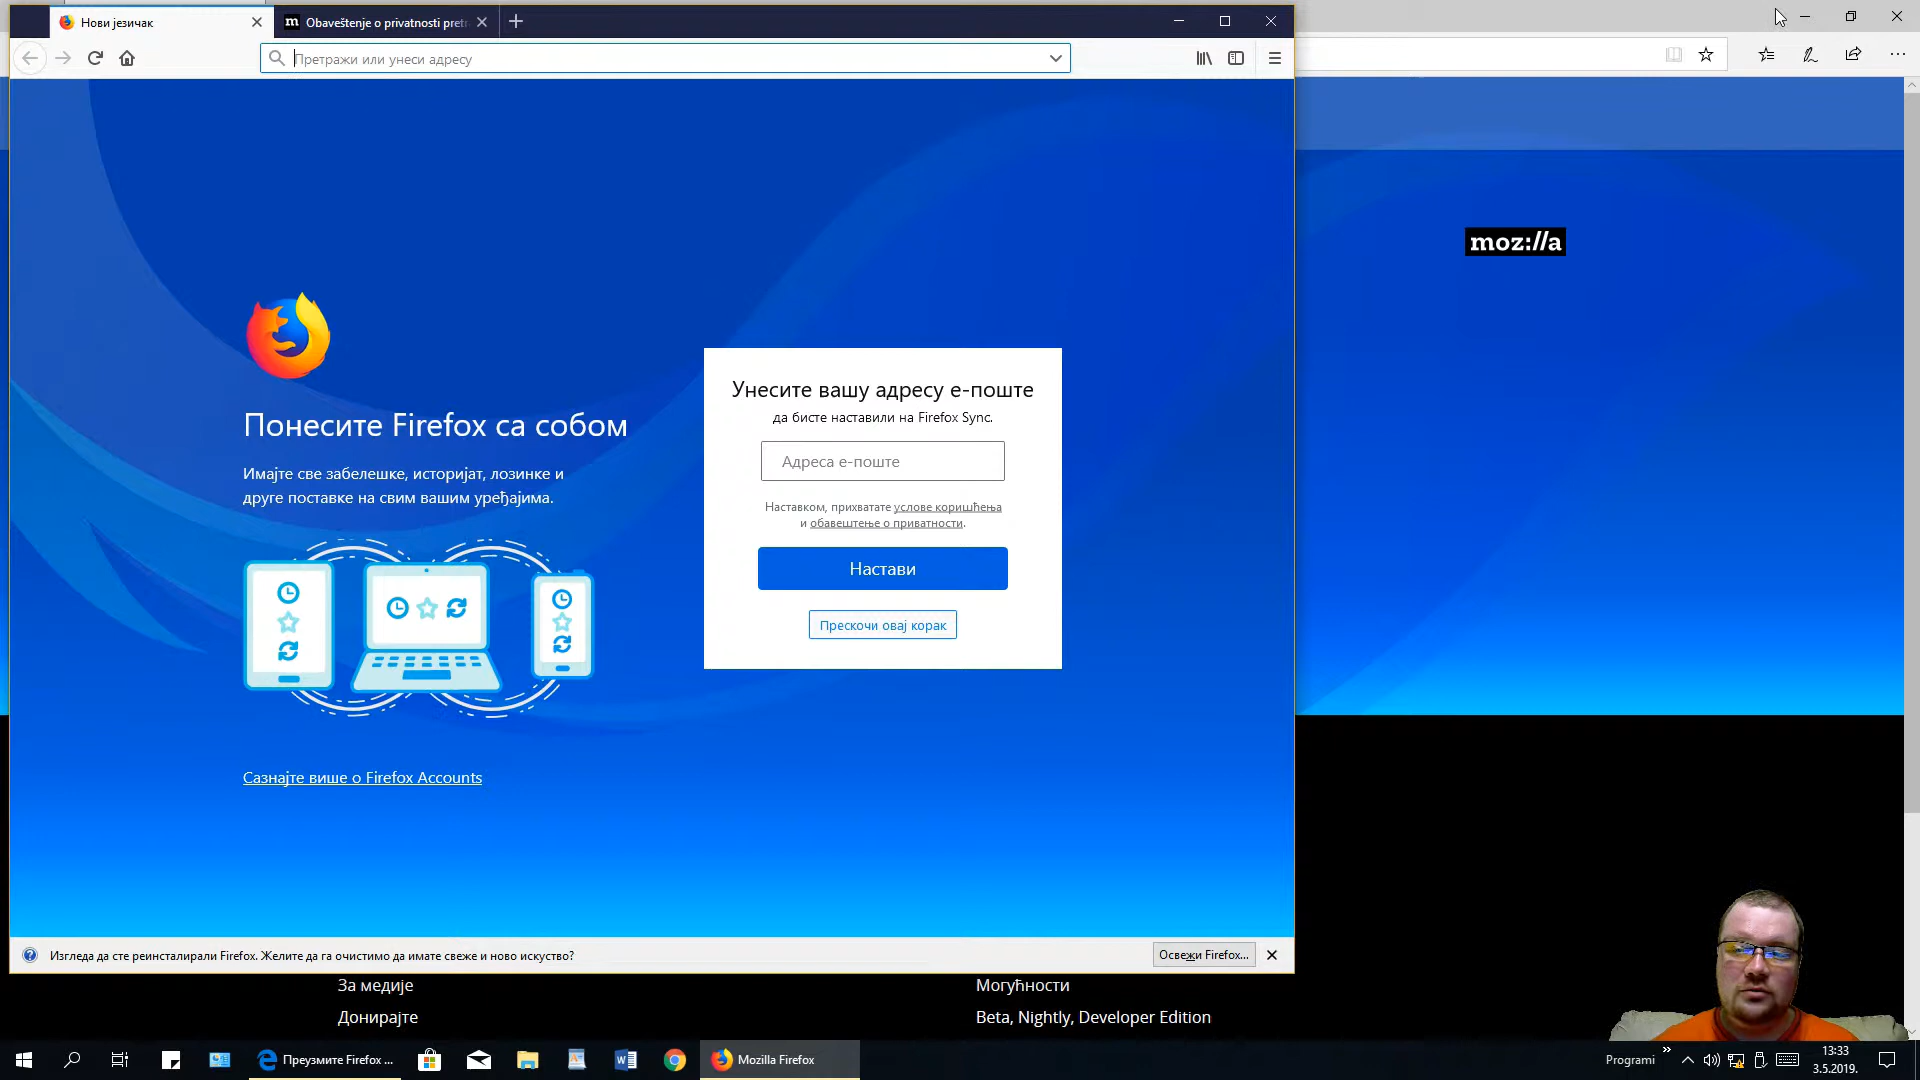 Нови језичак
m Obaveštenje o privatnosti pretr
Претражи или унеси адресу
moz://a
Понесите Firefox са собом
Имајте све забелешке, историјат, лозинке и
друге поставке на свим вашим уређајима.
Сазнајте више о Firefox Accounts
Унесите вашу адресу е-поште
да бисте наставили на Firefox Sync.
Адреса е-поште
Наставком, прихватате услове коришћења
и обавештење о приватности.
Настави
Прескочи овај корак
Изгледа да сте реинсталирали Firefox. Желите да га очистимо да имате свеже и ново искуство?
Освежи Firefox...
За медије
Могућности
Донирајте
Beta, Nightly, Developer Edition
Преузмите Firefox ...
Mozilla Firefox
Programi
13:33
3.5.2019.